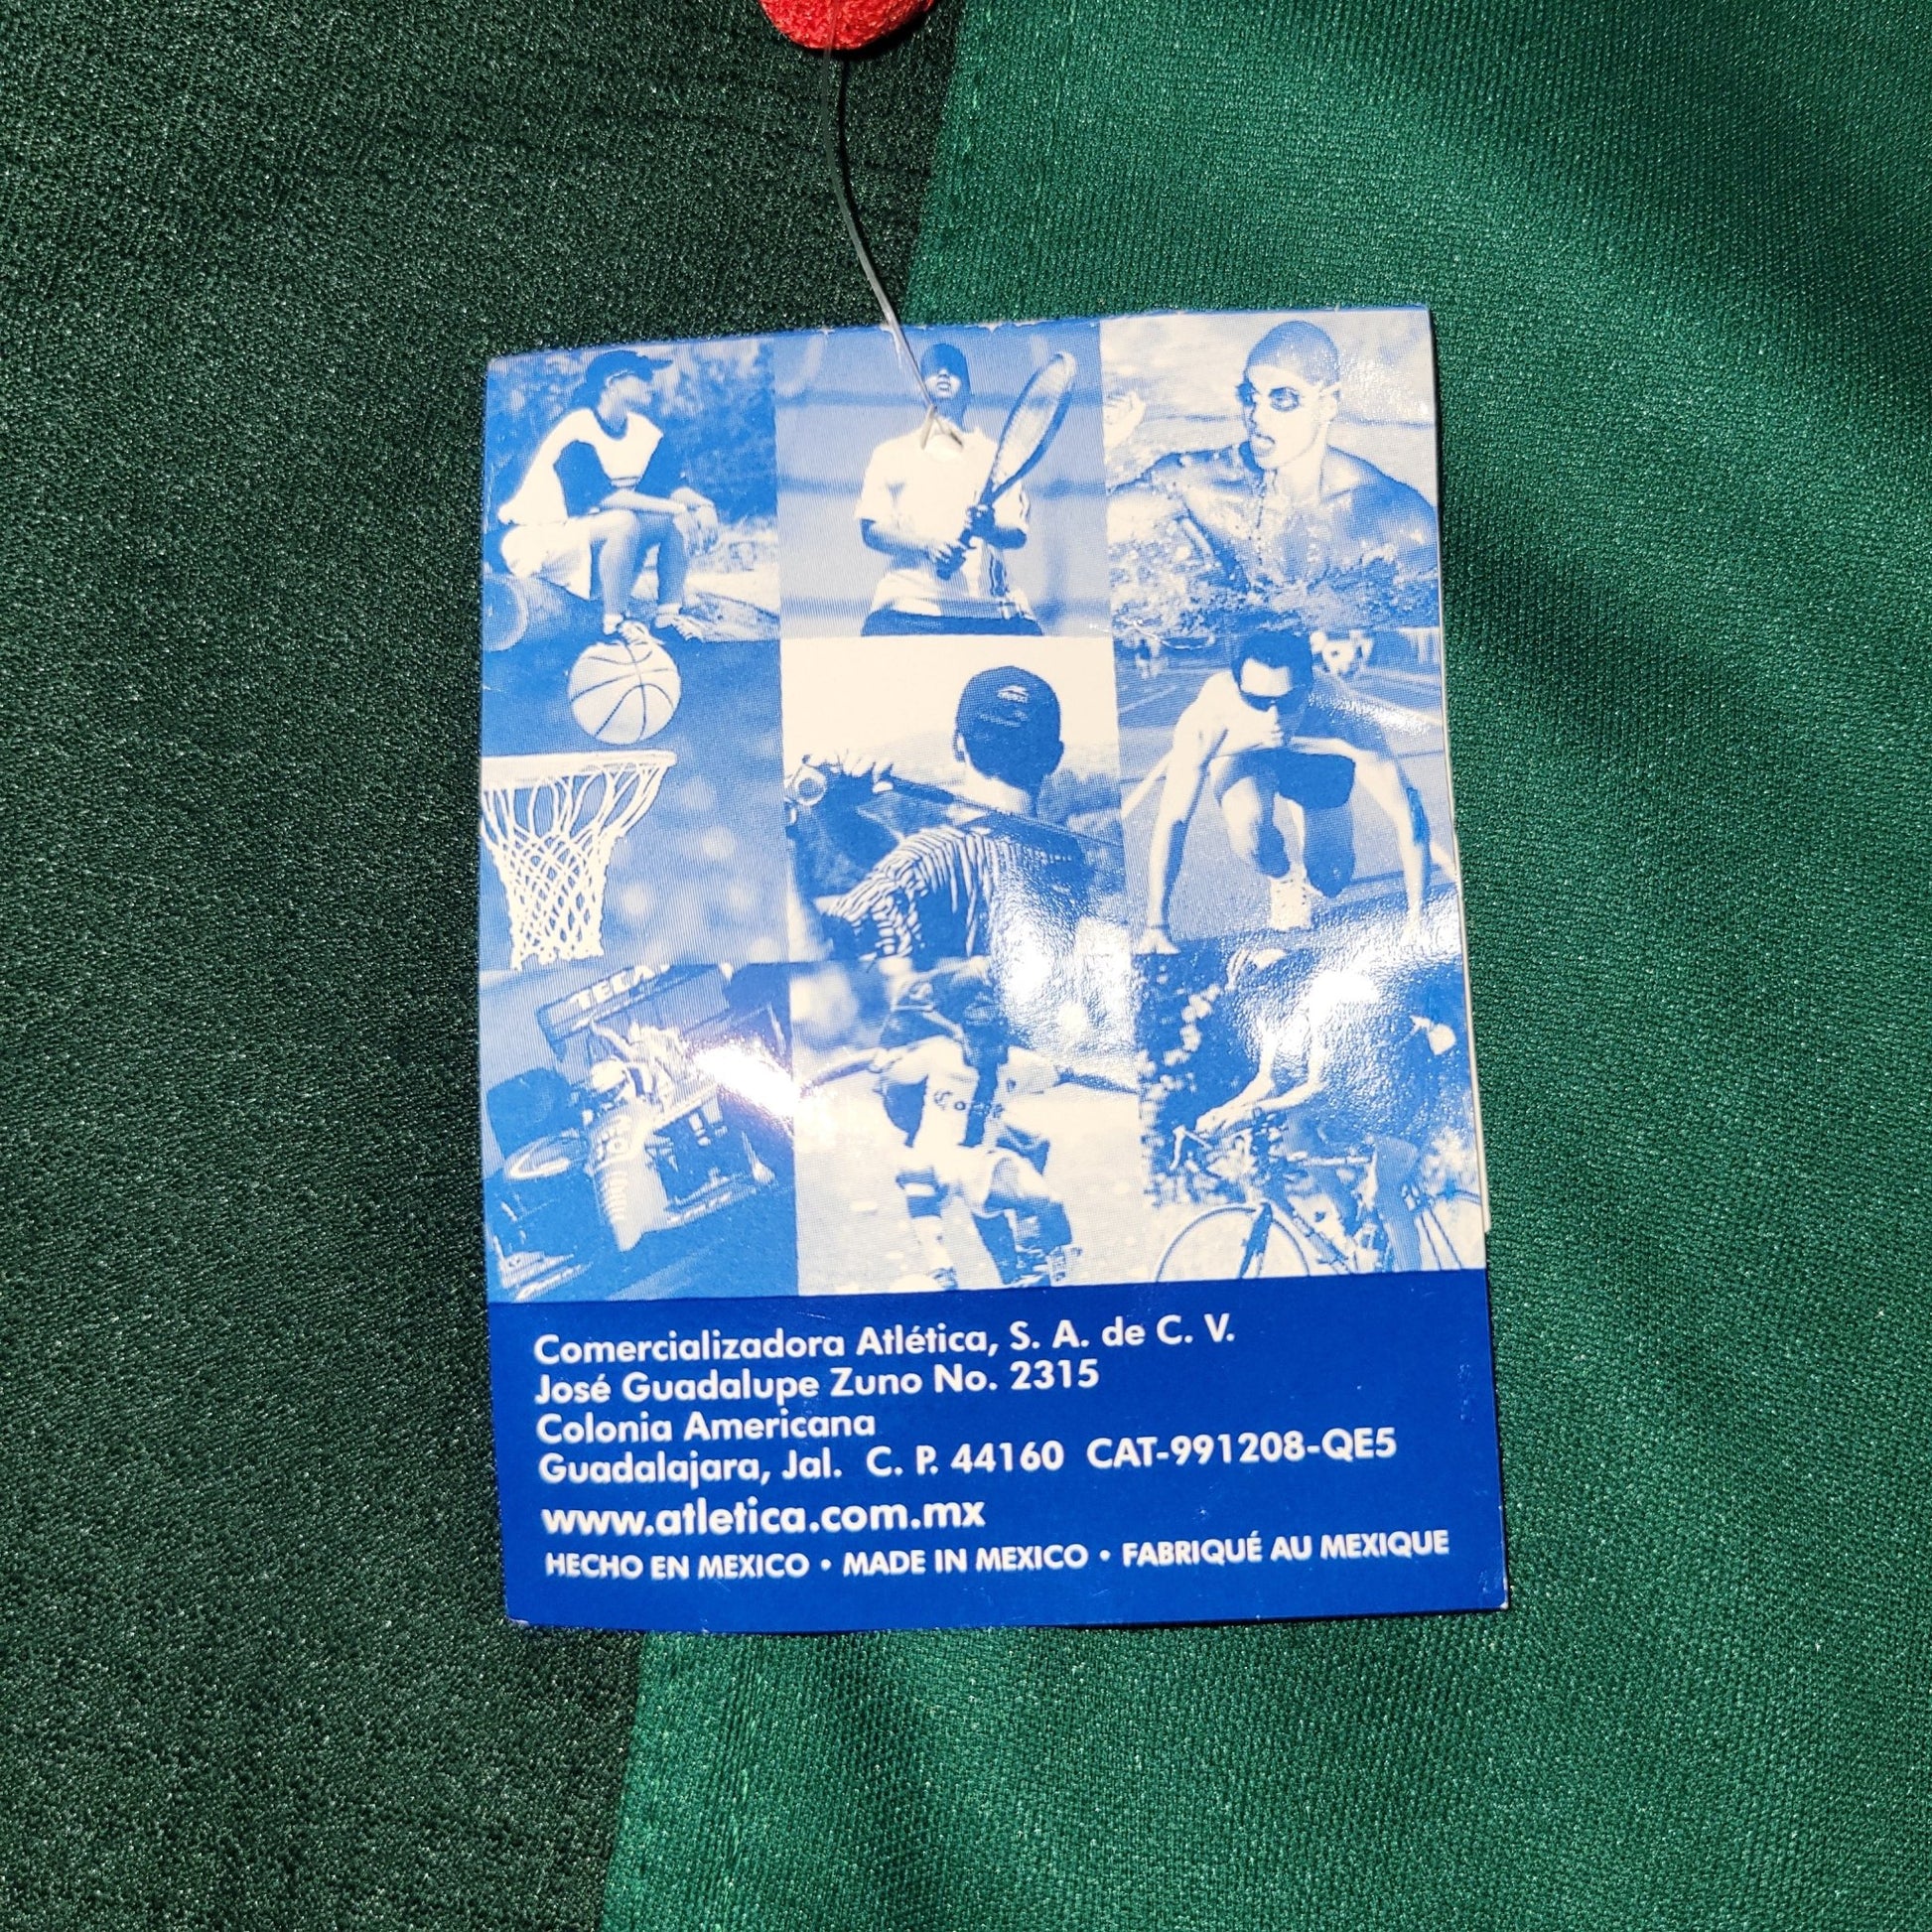 TECA
Comercializadora Atlética, S. A. de C. V.
José Guadalupe Zuno No. 2315
Colonia Americana
Guadalajara, Jal. C. P. 44160 CAT-991208-QE5
www.atletica.com.mx
HECHO EN MEXICO • MADE IN MEXICO • FABRIQUÉ AU MEXIQUE